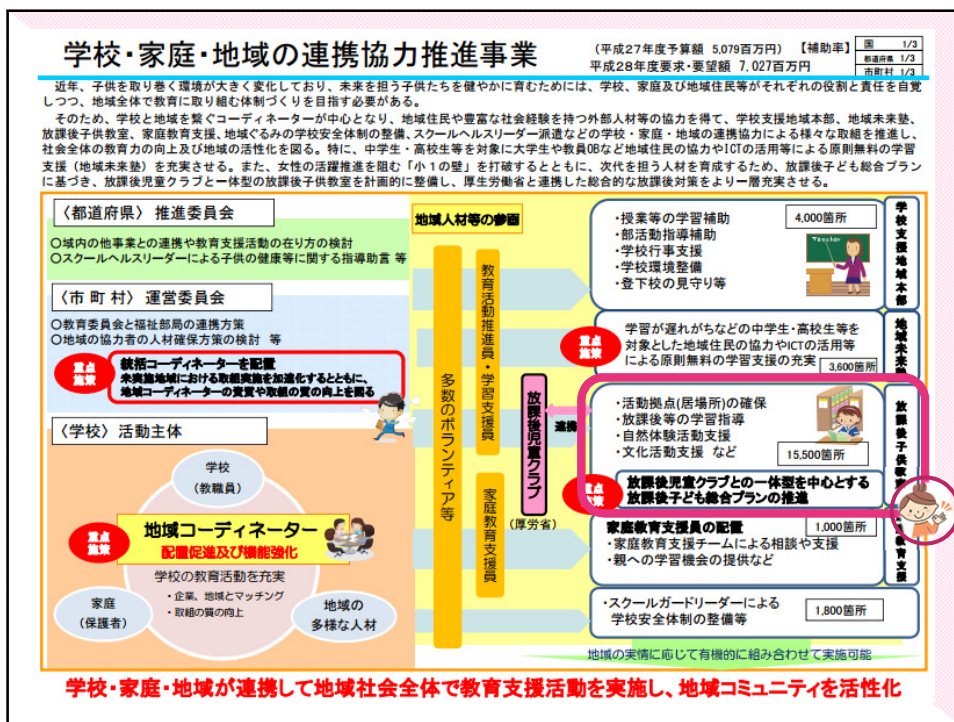 学校・家庭・地域の連携協力推進事業
（平成27年度予算額 5,079百万円）
平成28年度要求・要望額 7,027百万円
【補助率】
国 1/3
都道府県 1/3
市町村 1/3
近年、子供を取り巻く環境が大きく変化しており、未来を担う子供たちを健やかに育むためには、学校、家庭及び地域住民等がそれぞれの役割と責任を自覚
しつつ、地域全体で教育に取り組む体制づくりを目指す必要がある。
そのため、学校と地域を繋ぐコーディネーターが中心となり、地域住民や豊富な社会経験を持つ外部人材等の協力を得て、学校支援地域本部、地域未来塾、
放課後子供教室、家庭教育支援、地域ぐるみの学校安全体制の整備、スクールヘルスリーダー派遣などの学校・家庭・地域の連携協力による様々な取組を推進し、
社会全体の教育力の向上及び地域の活性化を図る。特に、中学生・高校生等を対象に大学生や教員OBなど地域住民の協力やICTの活用等による原則無料の学習
支援（地域未来塾）を充実させる。また、女性の活躍推進を阻む「小１の壁」を打破するとともに、次代を担う人材を育成するため、放課後子ども総合プラン
に基づき、放課後児童クラブと一体型の放課後子供教室を計画的に整備し、厚生労働省と連携した総合的な放課後対策をより一層充実させる。
〈都道府県〉推進委員会
○域内の他事業との連携や教育支援活動の在り方の検討
○スクールヘルスリーダーによる子供の健康等に関する指導助言 等
〈市 町 村〉運営委員会
○教育委員会と福祉部局の連携方策
○地域の協力者の人材確保方策の検討 等
重点
施策
統括コーディネーターを配置
未実施地域における取組実施を加速化するとともに、
地域コーディネーターの資質や取組の質の向上を図る
〈学校〉活動主体
学校
（教職員）
重点
施策
地域コーディネーター
配置促進及び機能強化
学校の教育活動を充実
・企業、地域とマッチング
・取組の質の向上
家庭
（保護者）
地域の
多様な人材
地域人材等の参画
多数のボランティア等
教育活動推進員・学習支援員
家庭教育支援員
放課後児童クラブ
（厚労省）
連携
・授業等の学習補助
・部活動指導補助
・学校行事支援
・学校環境整備
・登下校の見守り等
4,000箇所
Teacher
学校支援地域本部
重点
施策
学習が遅れがちなどの中学生・高校生等を
対象とした地域住民の協力やICTの活用等
による原則無料の学習支援の充実
3,600箇所
地域未来塾
・活動拠点(居場所)の確保
・放課後等の学習指導
・自然体験活動支援
・文化活動支援 など
15,500箇所
重点
施策
放課後児童クラブとの一体型を中心とする
放課後子ども総合プランの推進
放課後子供教
家庭教育支援員の配置
1,000箇所
・家庭教育支援チームによる相談や支援
・親への学習機会の提供など
教育支援
・スクールガードリーダーによる
学校安全体制の整備等
1,800箇所
地域の実情に応じて有機的に組み合わせて実施可能
学校・家庭・地域が連携して地域社会全体で教育支援活動を実施し、地域コミュニティを活性化